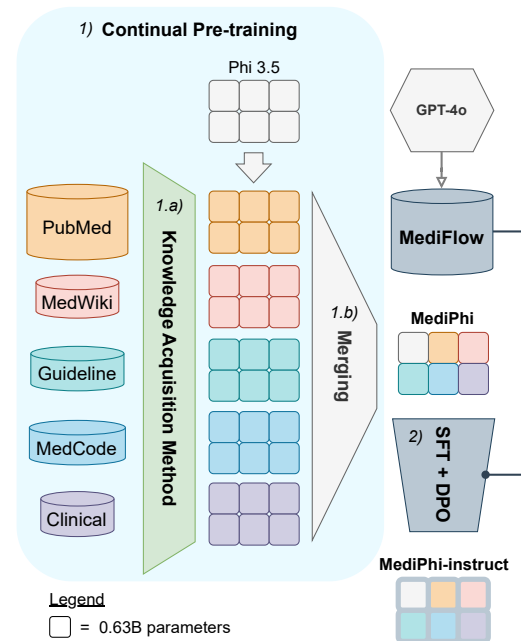 1) Continual Pre-training
Phi 3.5
GPT-4o
1.a)
Knowledge Acquisition Method
PubMed
MedWiki
Guideline
MedCode
Clinical
1.b)
Merging
MediFlow
MediPhi
2)
SFT + DPO
MediPhi-instruct
Legend
= 0.63B parameters